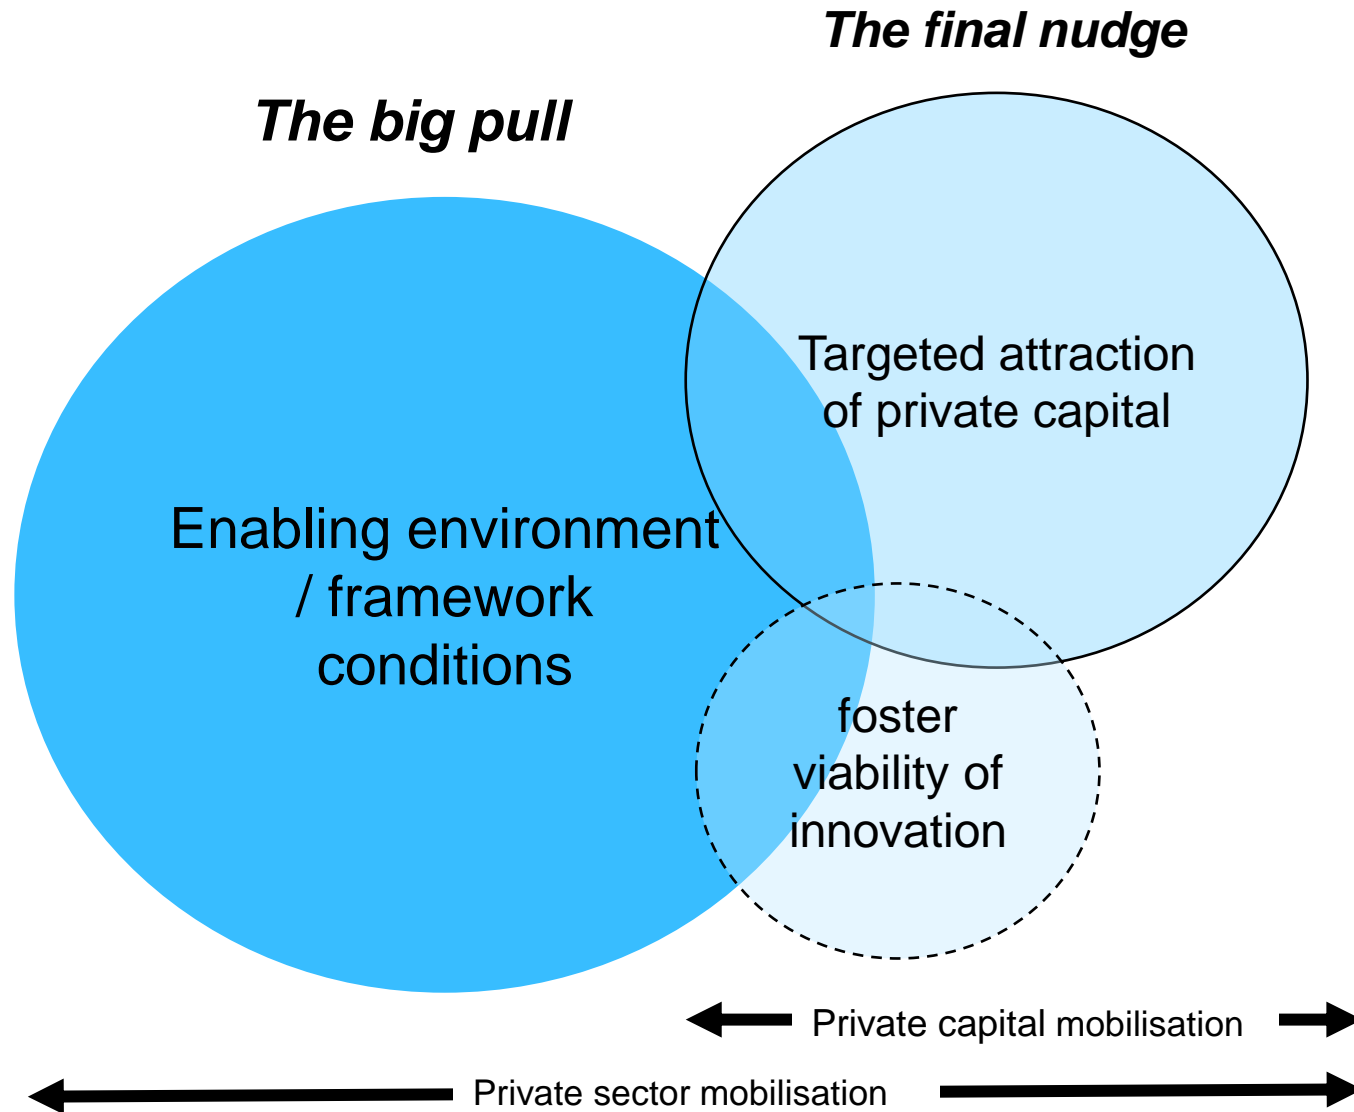 The final nudge
The big pull
Targeted attraction
of private capital
Enabling environment
/ framework
conditions
foster
viability of
innovation
Private capital mobilisation
Private sector mobilisation